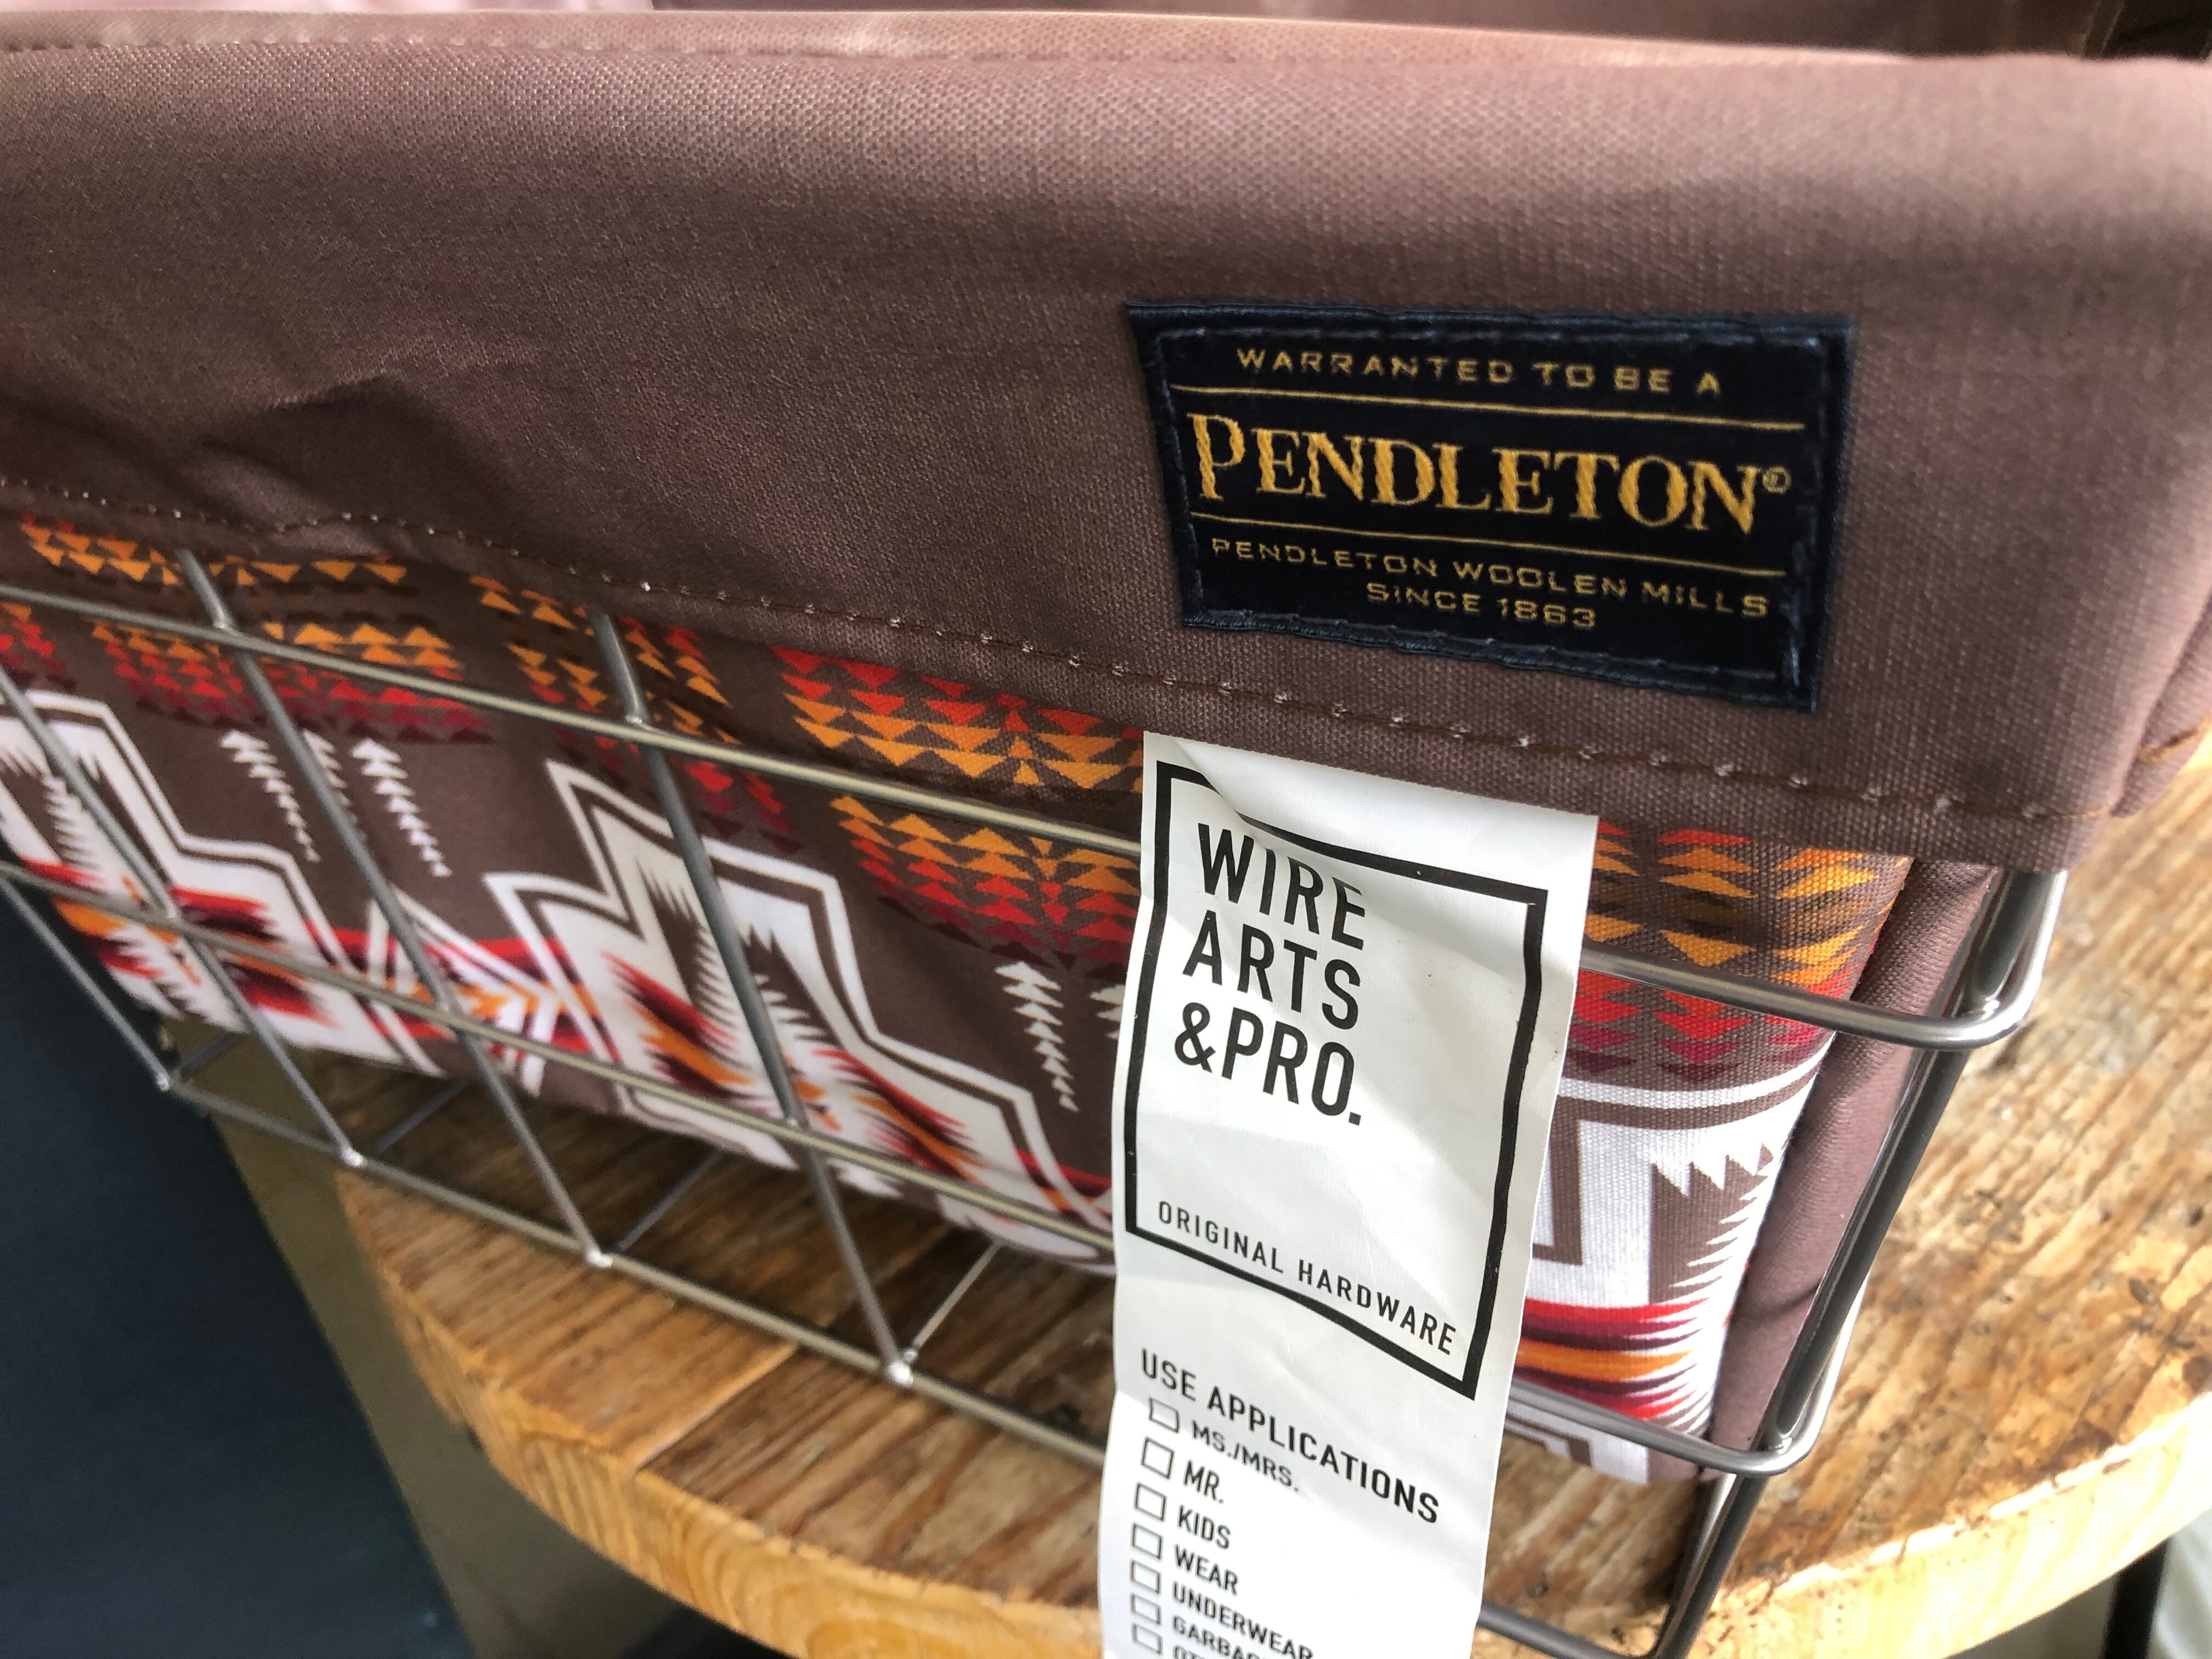 WARRANTED TO BE A
PENDLETON®
PENDLETON WOOLEN MILLS
SINCE 1863
WIRE
ARTS
&PRO.
ORIGINAL HARDWARE
USE APPLICATIONS
MS./MRS.
MR.
KIDS
WEAR
UNDERWEAR